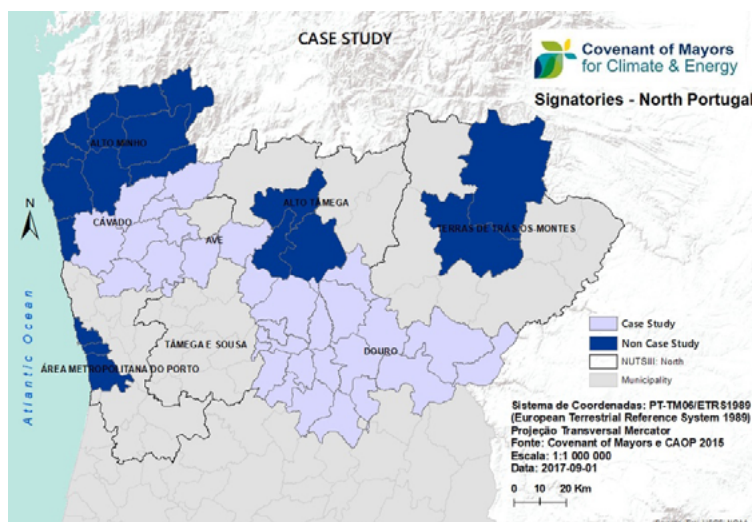 CASE STUDY
Covenant of Mayors
for Climate & Energy
Signatories - North Portugal
ALTO MINHO
N
CÁVADO
AVE
ALTO TÂMEGA
TERRAS DE TRÁS-OS-MONTES
Atlantic Ocean
TÂMEGA E SOUSA
DOURO
ÁREA METROPOLITANA DO PORTO
Case Study
Non Case Study
NUTSIII: North
Municipality
Sistema de Coordenadas: PT-TM06/ETRS1989
(European Terrestrial Reference System 1989)
Projeção Transversal Mercator
Fonte: Covenant of Mayors e CAOP 2015
Escala: 1:1 000 000
Data: 2017-09-01
0 10 20 Km